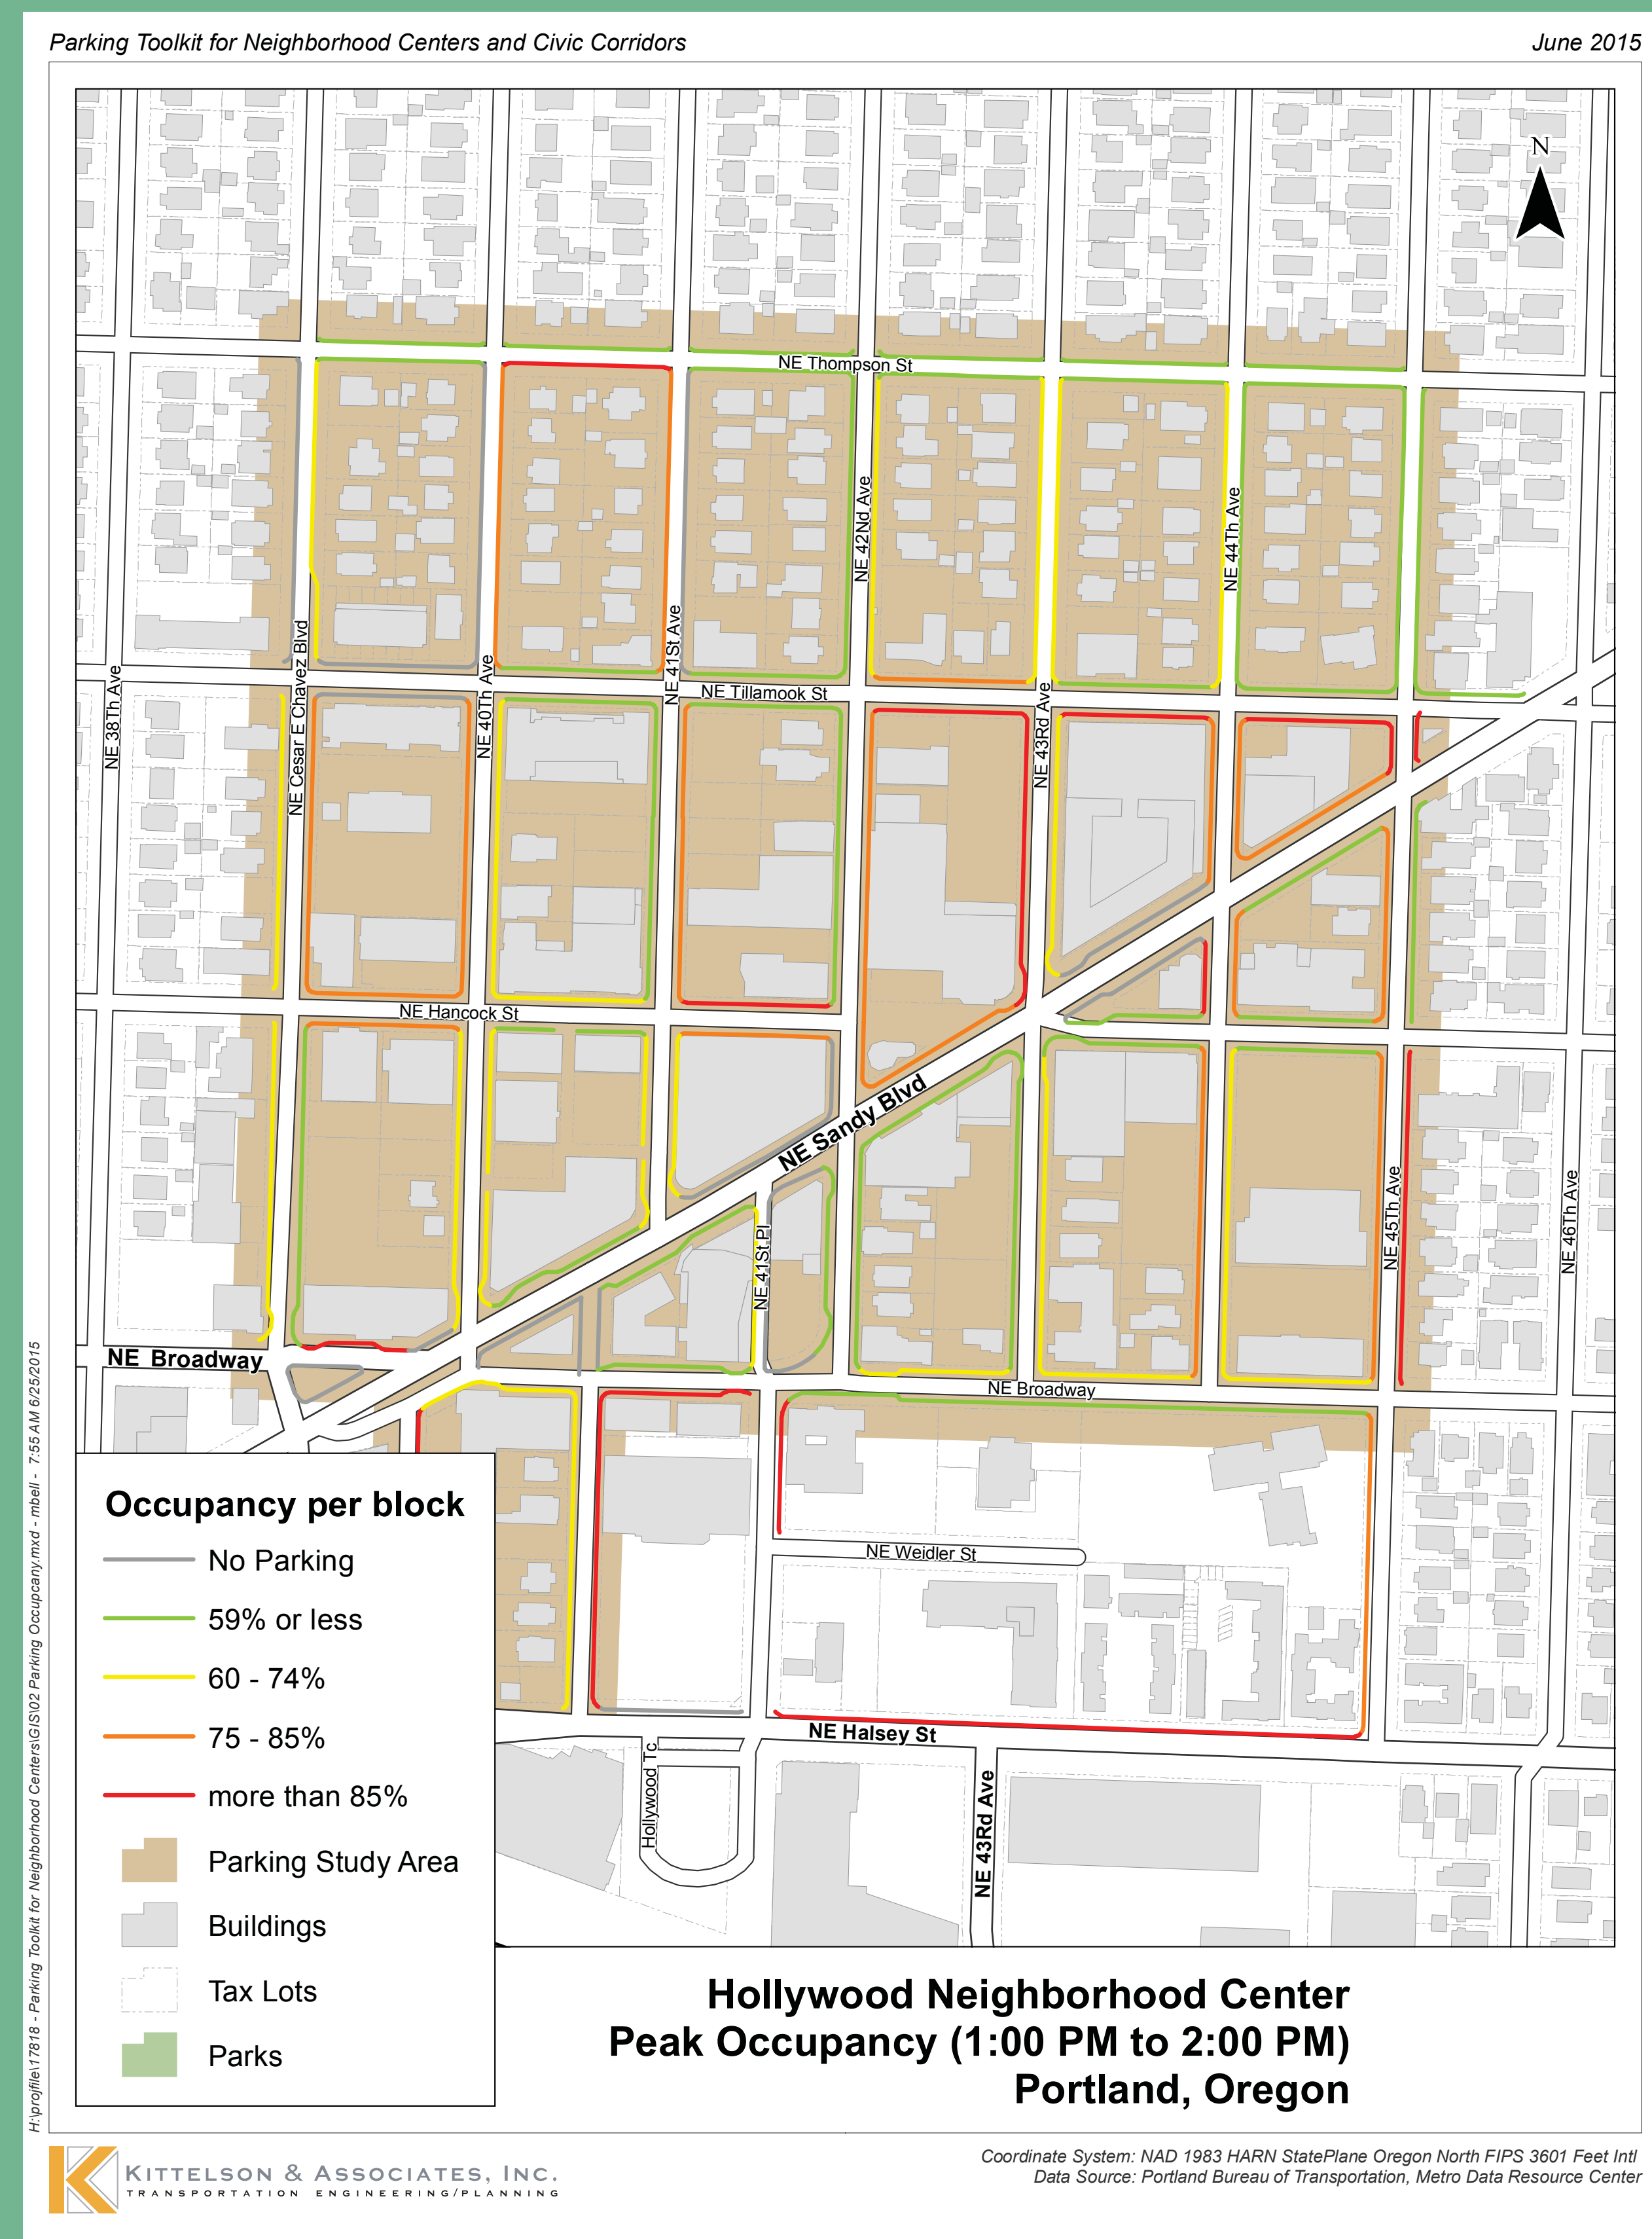 Parking Toolkit for Neighborhood Centers and Civic Corridors
June 2015
N
NE Thompson St
NE 42Nd Ave
NE 44Th Ave
NE 41St Ave
NE Cesar E Chavez Blvd
NE 38Th Ave
NE 40Th Ave
NE Tillamook St
NE 43Rd Ave
NE Hancock St
NE Sandy Blvd
NE 45Th Ave
NE 46Th Ave
NE 41St Pl
NE Broadway
NE Broadway
NE Weidler St
NE Halsey St
Hollywood Tc
NE 43Rd Ave
Occupancy per block
No Parking
59% or less
60 - 74%
75 - 85%
more than 85%
Parking Study Area
Buildings
Tax Lots
Parks
Hollywood Neighborhood Center
Peak Occupancy (1:00 PM to 2:00 PM)
Portland, Oregon
H:\projfile\17818 - Parking Toolkit for Neighborhood Centers\GIS\02 Parking Occupcany.mxd - mbell - 7:55 AM 6/25/2015
KITTELSON & ASSOCIATES, INC.
TRANSPORTATION ENGINEERING/PLANNING
Coordinate System: NAD 1983 HARN StatePlane Oregon North FIPS 3601 Feet Intl
Data Source: Portland Bureau of Transportation, Metro Data Resource Center